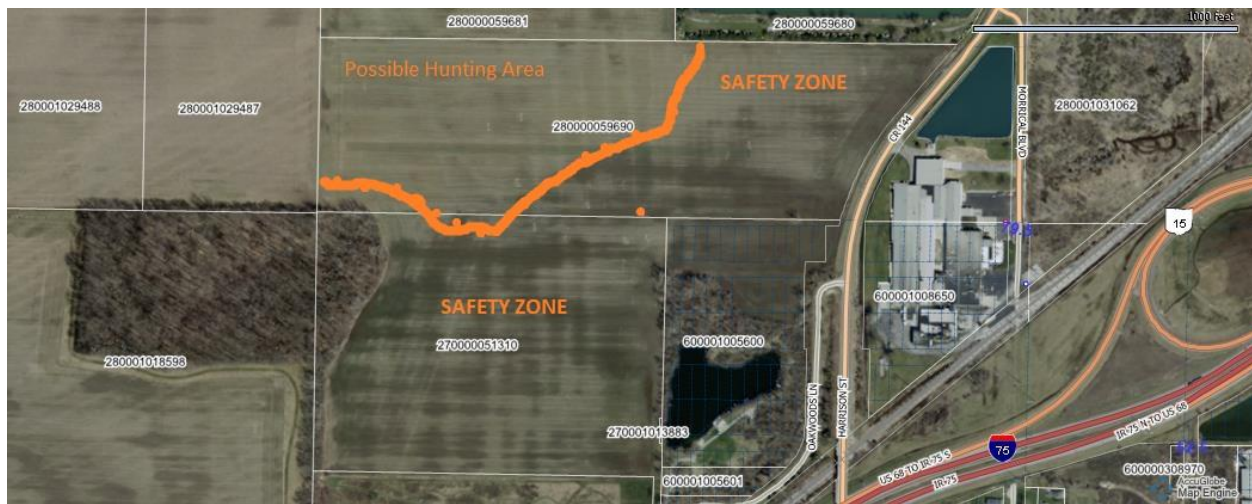 280000059681
280000059680
1000 feet
Possible Hunting Area
SAFETY ZONE
280001029488
280001029487
280001031062
280000059690
CR 144
MORRICAL BLVD
15
SAFETY ZONE
600001008650
270000051310
600001005600
280001018598
OAKWOODS LN
HARRISON ST
270001013883
75
US 68 TO IR 75 S
IR 75 N TO US 68
IR 75
600001005601
600000308970
AccuGlobe
Map Engine